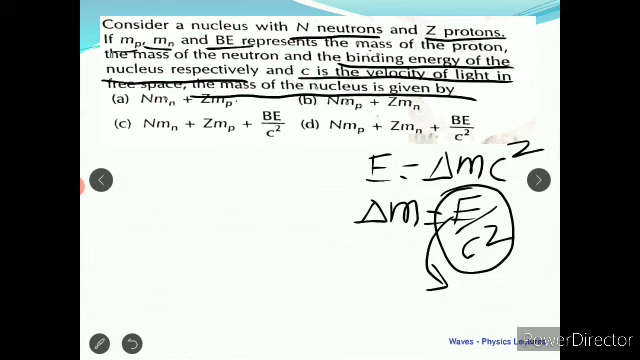 Consider a nucleus with N neutrons and Z protons.
If mₚ, mₙ and BE represents the mass of the proton,
the mass of the neutron and the binding energy of the
nucleus respectively and c is the velocity of light in
free space, the mass of the nucleus is given by
(a) Nmₙ + Zmₚ. (b) Nmₚ + Zmₙ
(c) Nmₙ + Zmₚ + BE/c² (d) Nmₚ + Zmₙ + BE/c²
E = Δmc²
Δm = E/c²
Waves - Physics Lectures
PowerDirector